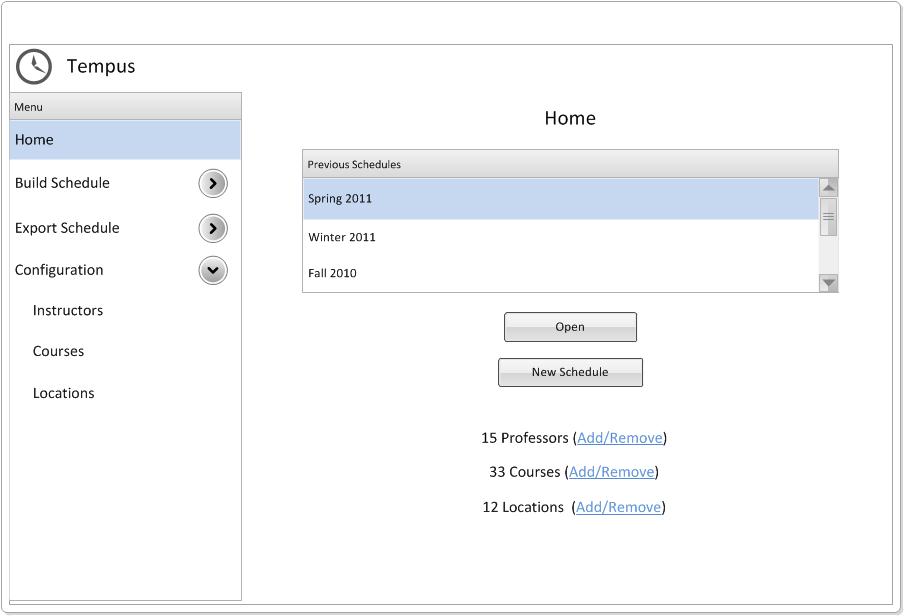 Tempus
Menu
Home
Build Schedule
Export Schedule
Configuration
Instructors
Courses
Locations
Home
Previous Schedules
Spring 2011
Winter 2011
Fall 2010
Open
New Schedule
15 Professors (Add/Remove)
33 Courses (Add/Remove)
12 Locations (Add/Remove)